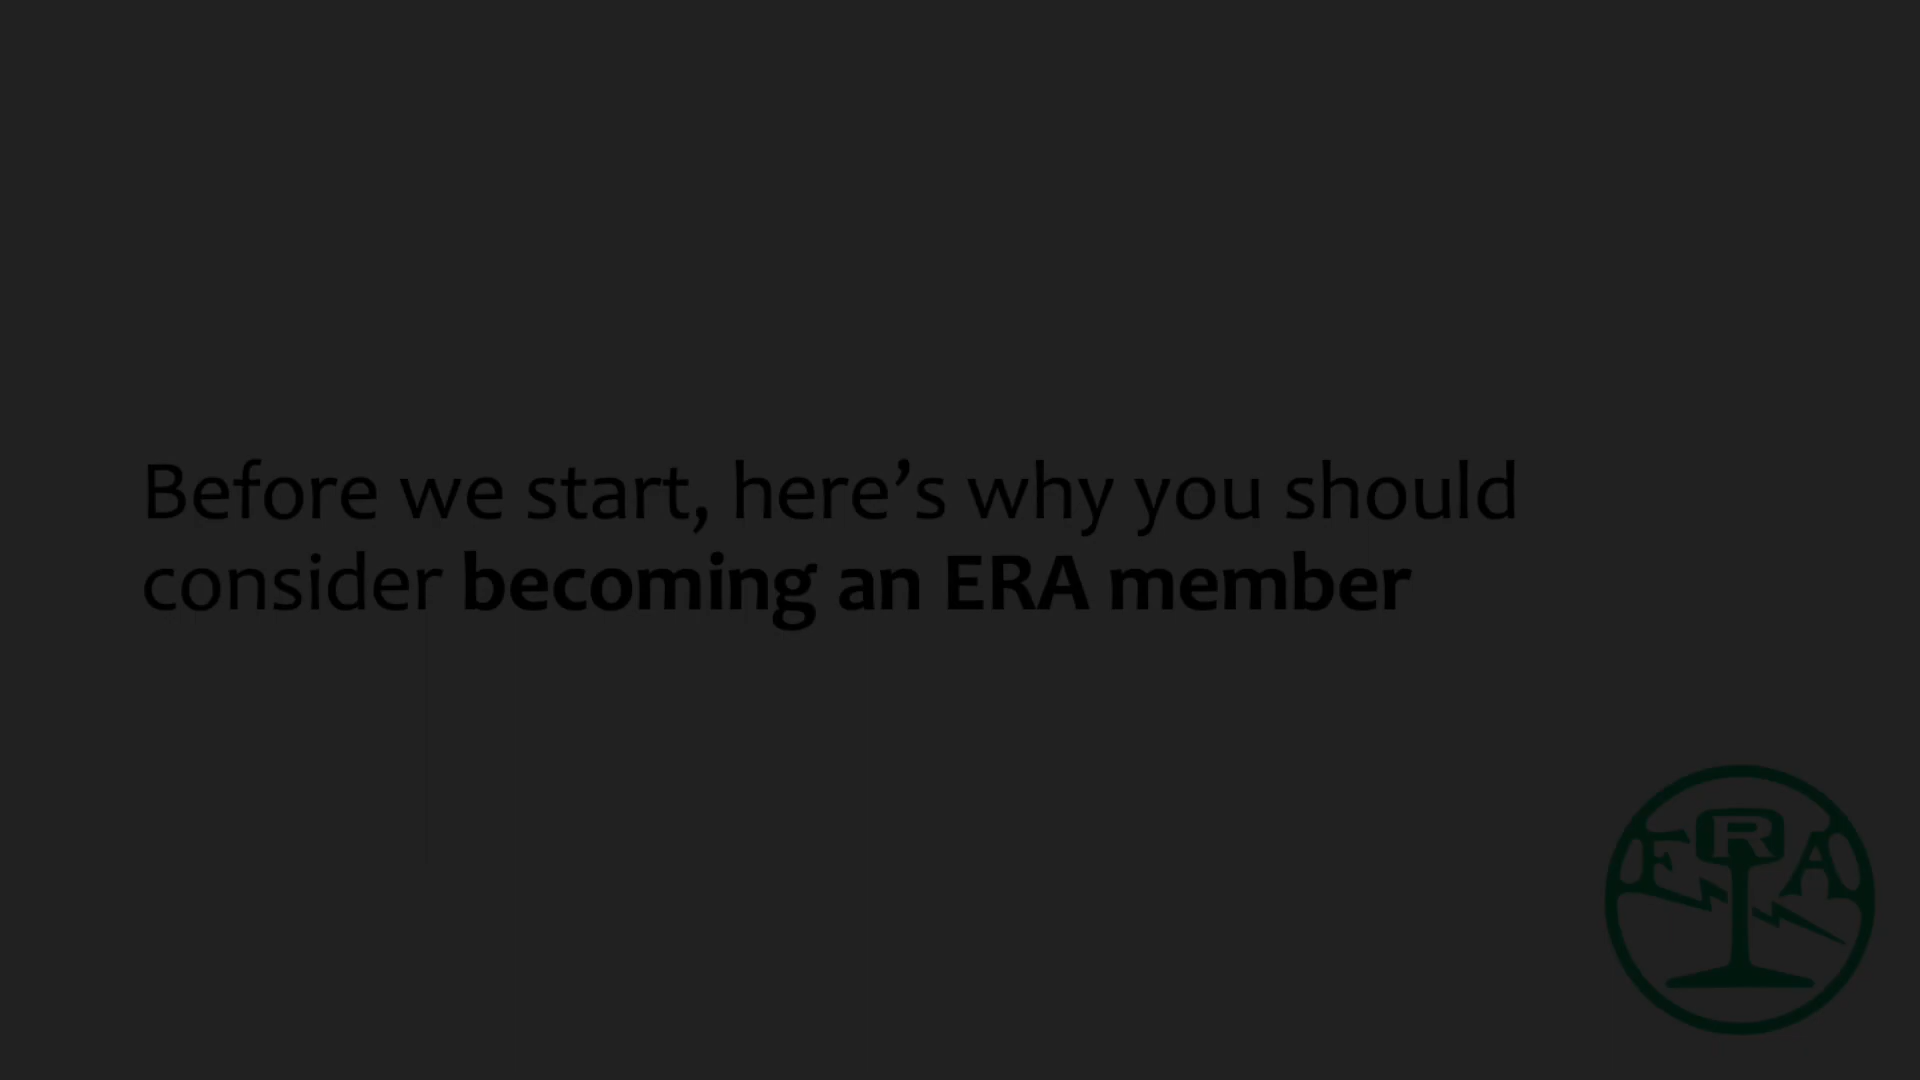 Before we start, here’s why you should
consider becoming an ERA member
ERA